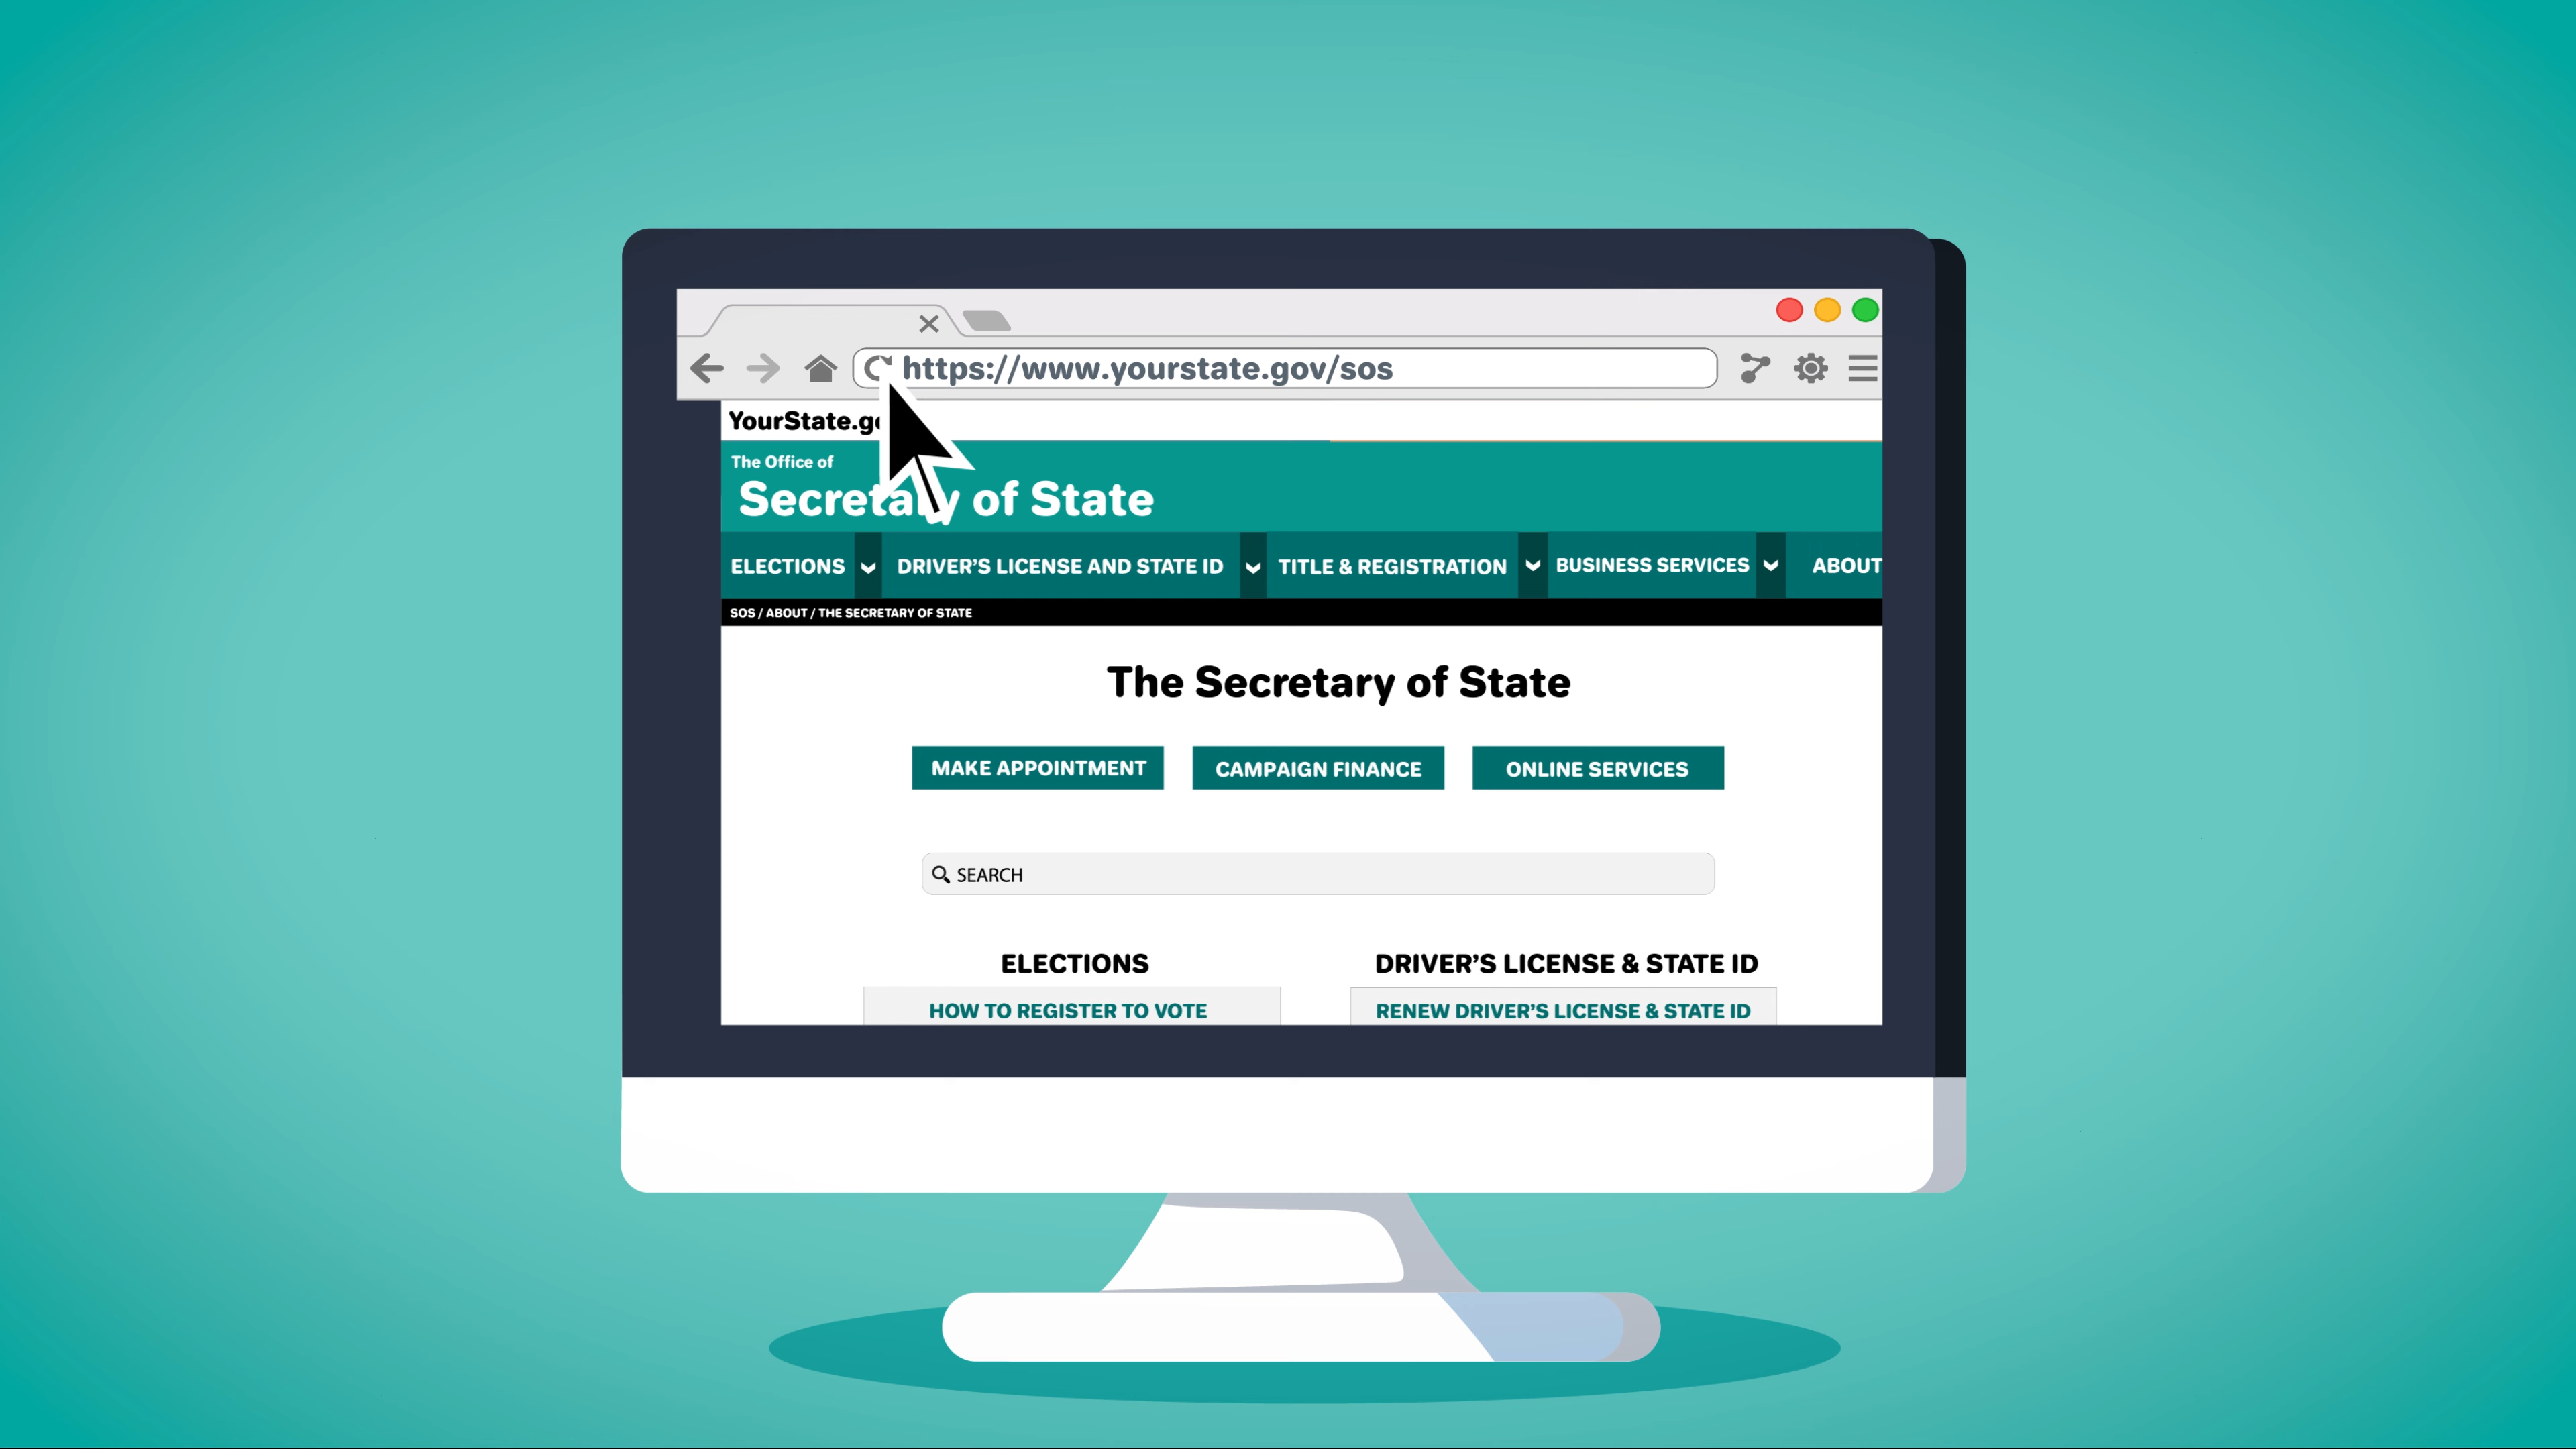 https://www.yourstate.gov/sos
YourState.go
The Office of
Secretary of State
ELECTIONS DRIVER'S LICENSE AND STATE ID TITLE & REGISTRATION BUSINESS SERVICES ABOUT
SOS / ABOUT / THE SECRETARY OF STATE
The Secretary of State
MAKE APPOINTMENT CAMPAIGN FINANCE ONLINE SERVICES
SEARCH
ELECTIONS DRIVER'S LICENSE & STATE ID
HOW TO REGISTER TO VOTE RENEW DRIVER'S LICENSE & STATE ID